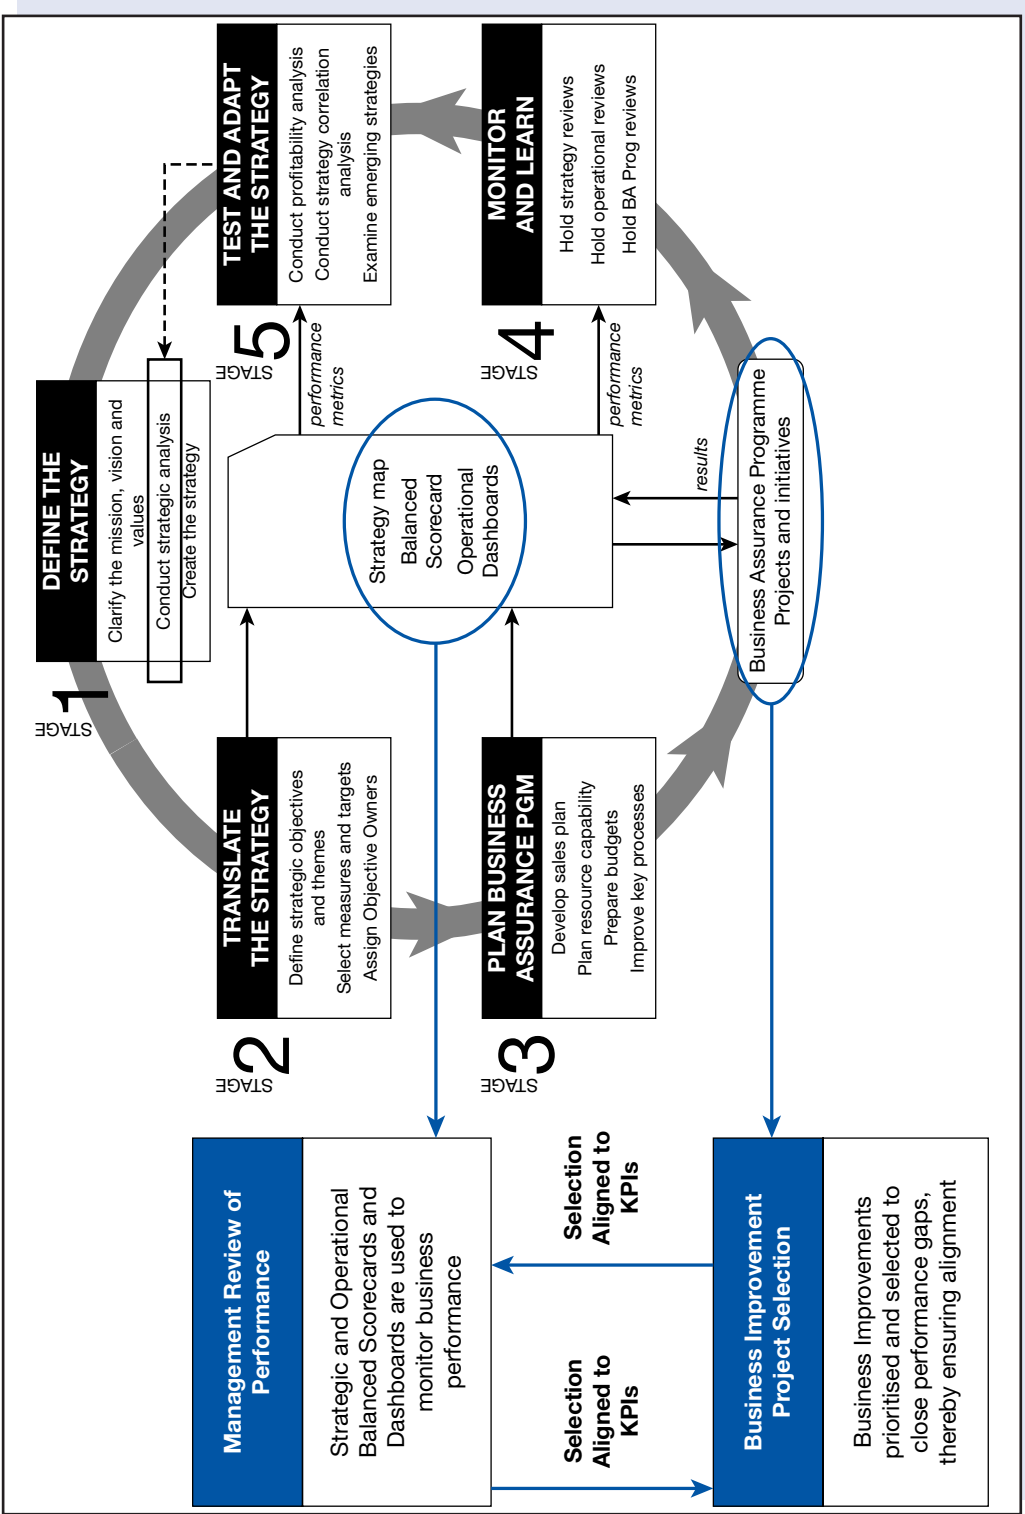 Management Review of
Performance
Strategic and Operational
Balanced Scorecards and
Dashboards are used to
monitor business
performance
Selection
Aligned to
KPIs
Selection
Aligned to
KPIs
Business Improvement
Project Selection
Business Improvements
prioritised and selected to
close performance gaps,
thereby ensuring alignment
STAGE
1
DEFINE THE
STRATEGY
Clarify the mission, vision and
values
Conduct strategic analysis
Create the strategy
STAGE
2
TRANSLATE
THE STRATEGY
Define strategic objectives
and themes
Select measures and targets
Assign Objective Owners
STAGE
3
PLAN BUSINESS
ASSURANCE PGM
Develop sales plan
Plan resource capability
Prepare budgets
Improve key processes
Strategy map
Balanced
Scorecard
Operational
Dashboards
performance
metrics
performance
metrics
results
Business Assurance Programme
Projects and initiatives
STAGE
4
MONITOR
AND LEARN
Hold strategy reviews
Hold operational reviews
Hold BA Prog reviews
STAGE
5
TEST AND ADAPT
THE STRATEGY
Conduct profitability analysis
Conduct strategy correlation
analysis
Examine emerging strategies